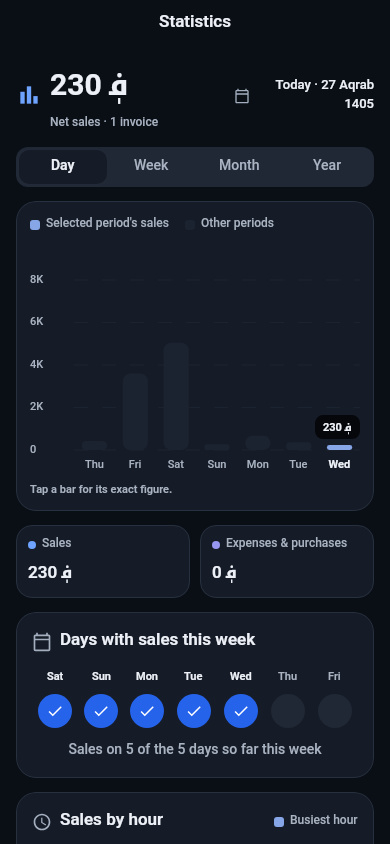 Statistics
230 ؋
Net sales · 1 invoice
Today · 27 Aqrab
1405
Day Week Month Year
Selected period's sales Other periods
8K
6K
4K
2K
0
230 ؋
Thu Fri Sat Sun Mon Tue Wed
Tap a bar for its exact figure.
Sales
230 ؋
Expenses & purchases
0 ؋
Days with sales this week
Sat Sun Mon Tue Wed Thu Fri
Sales on 5 of the 5 days so far this week
Sales by hour
Busiest hour